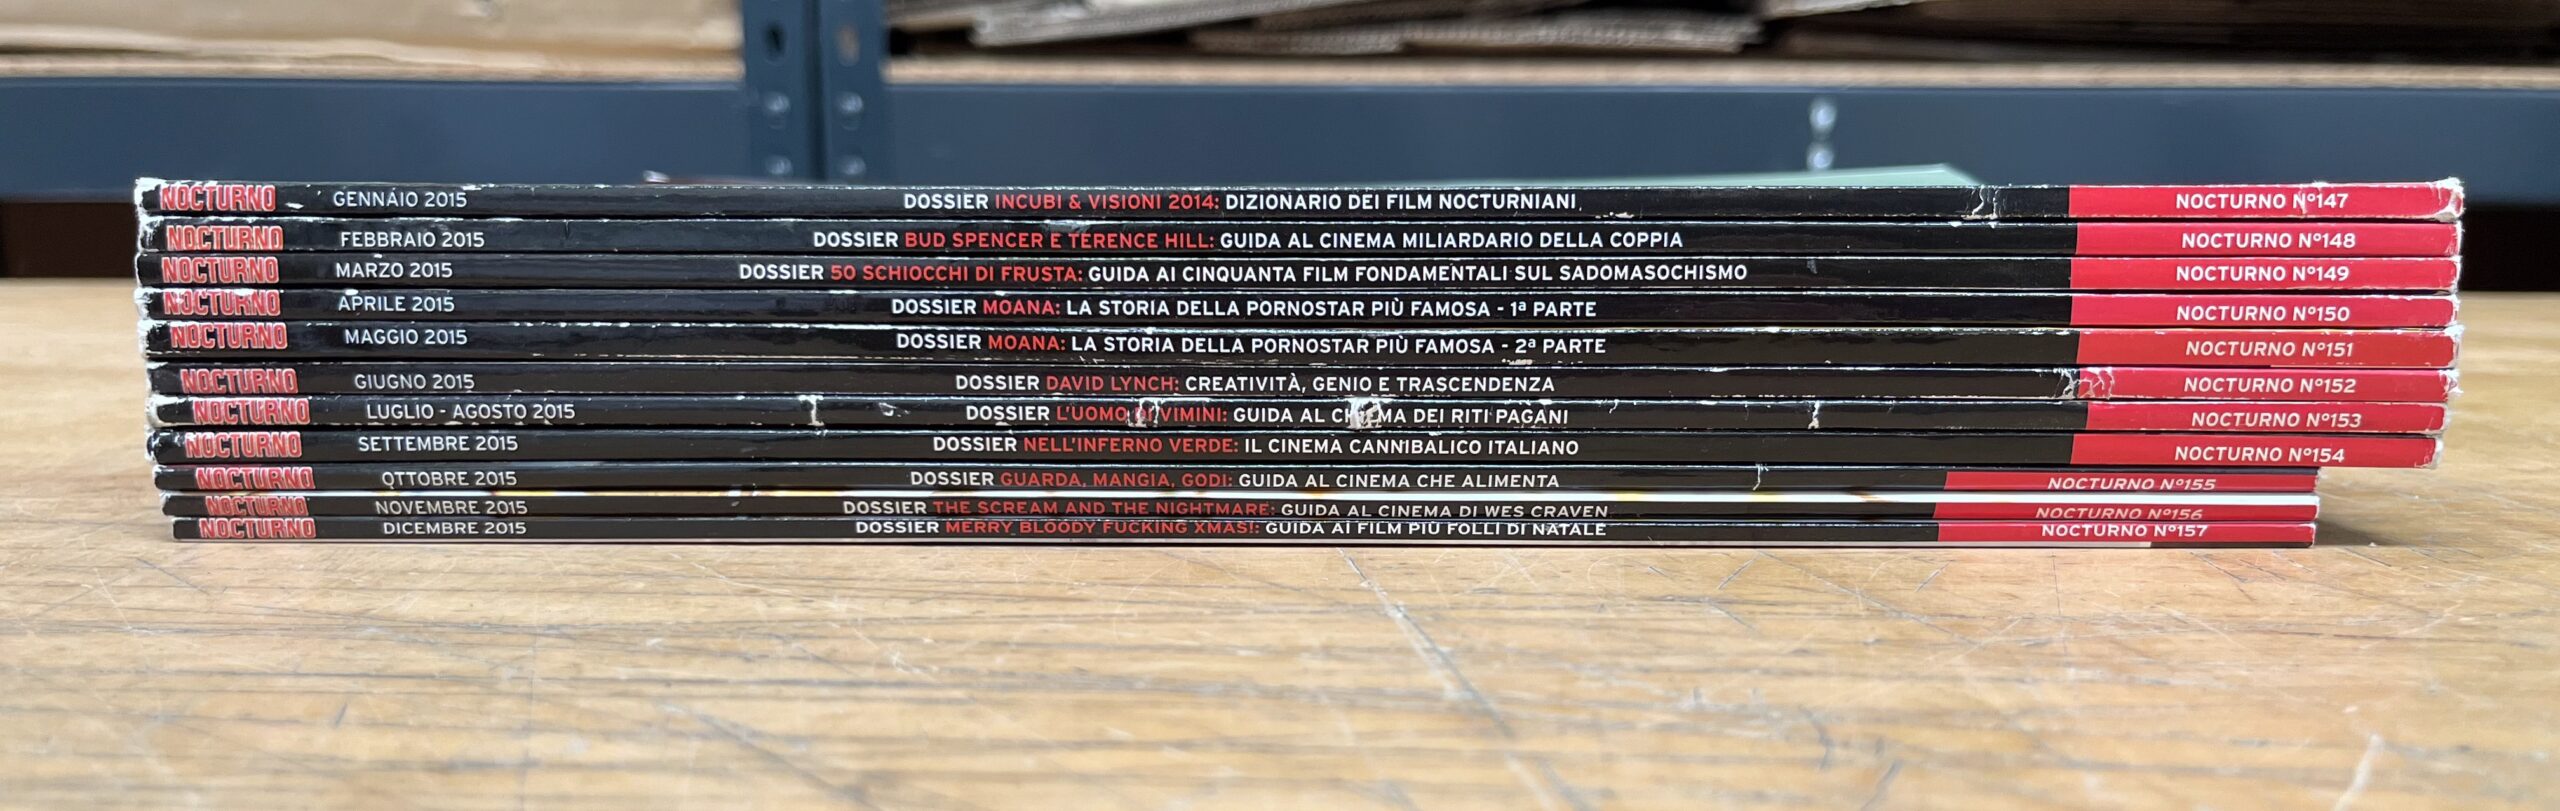 NOCTURNO GENNAIO 2015 DOSSIER INCUBI & VISIONI 2014: DIZIONARIO DEI FILM NOCTURNIANI NOCTURNO N°147
NOCTURNO FEBBRAIO 2015 DOSSIER BUD SPENCER E TERENCE HILL: GUIDA AL CINEMA MILIARDARIO DELLA COPPIA NOCTURNO N°148
NOCTURNO MARZO 2015 DOSSIER 50 SCHIOCCHI DI FRUSTA: GUIDA AI CINQUANTA FILM FONDAMENTALI SUL SADOMASOCHISMO NOCTURNO N°149
NOCTURNO APRILE 2015 DOSSIER MOANA: LA STORIA DELLA PORNOSTAR PIÙ FAMOSA - 1ª PARTE NOCTURNO N°150
NOCTURNO MAGGIO 2015 DOSSIER MOANA: LA STORIA DELLA PORNOSTAR PIÙ FAMOSA - 2ª PARTE NOCTURNO N°151
NOCTURNO GIUGNO 2015 DOSSIER DAVID LYNCH: CREATIVITÀ, GENIO E TRASCENDENZA NOCTURNO N°152
NOCTURNO LUGLIO - AGOSTO 2015 DOSSIER L'UOMO DI VIMINI: GUIDA AL CINEMA DEI RITI PAGANI NOCTURNO N°153
NOCTURNO SETTEMBRE 2015 DOSSIER NELL'INFERNO VERDE: IL CINEMA CANNIBALICO ITALIANO NOCTURNO N°154
NOCTURNO OTTOBRE 2015 DOSSIER GUARDA, MANGIA, GODI: GUIDA AL CINEMA CHE ALIMENTA NOCTURNO N°155
NOCTURNO NOVEMBRE 2015 DOSSIER THE SCREAM AND THE NIGHTMARE: GUIDA AL CINEMA DI WES CRAVEN NOCTURNO N°156
NOCTURNO DICEMBRE 2015 DOSSIER MERRY BLOODY FUCKING XMAS!: GUIDA AI FILM PIÙ FOLLI DI NATALE NOCTURNO N°157